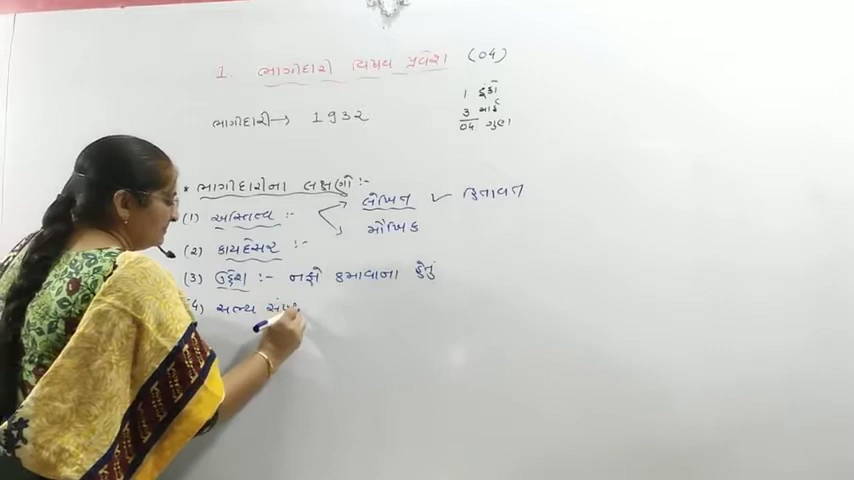 1. ભાગીદારી વિષય પ્રવેશ (04)
1 ટૂંકો
3 માર્ક
04 ગુણ
ભાગીદારી → 1932
* ભાગીદારીના લક્ષણો :-
(1) અસ્તિત્વ :- લેખિત ✓ હિતાવત
મૌખિક
(2) કાયદેસર :-
(3) ઉદ્દેશ :- નફો કમાવાના હેતું
(4) સભ્ય સંખ